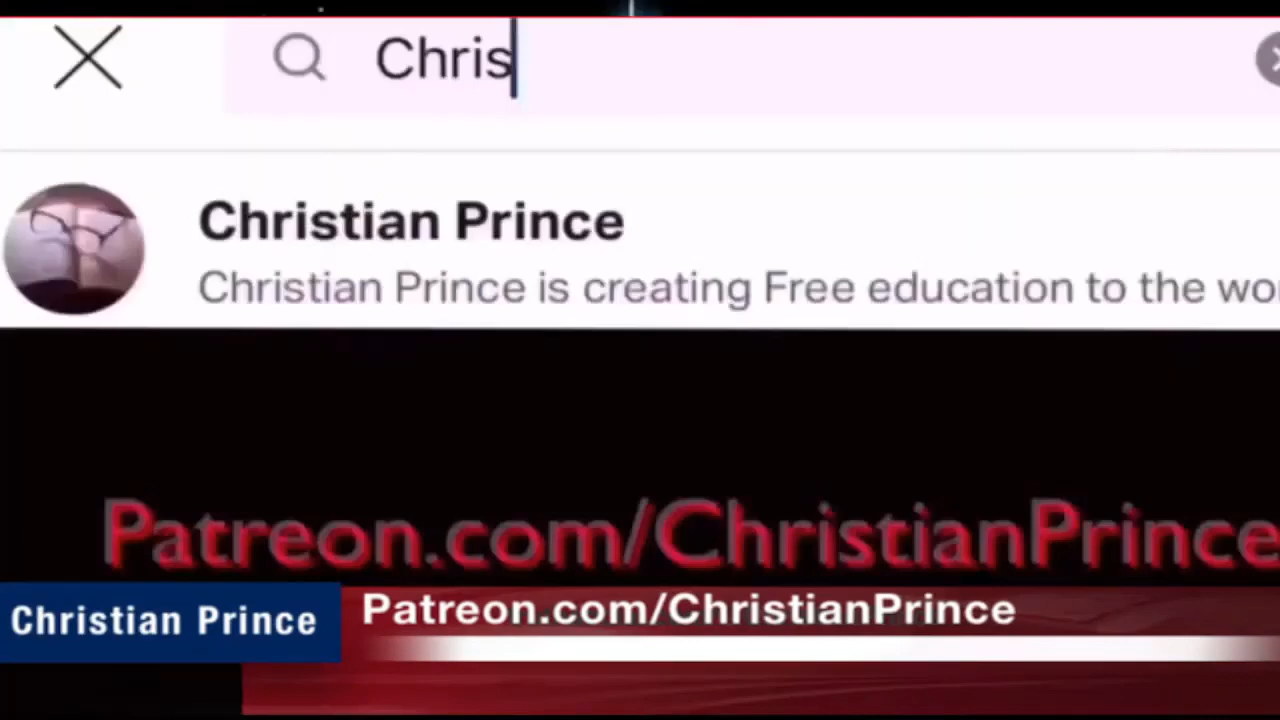 Chris
Christian Prince
Christian Prince is creating Free education to the wo
Patreon.com/ChristianPrince
Christian Prince
Patreon.com/ChristianPrince